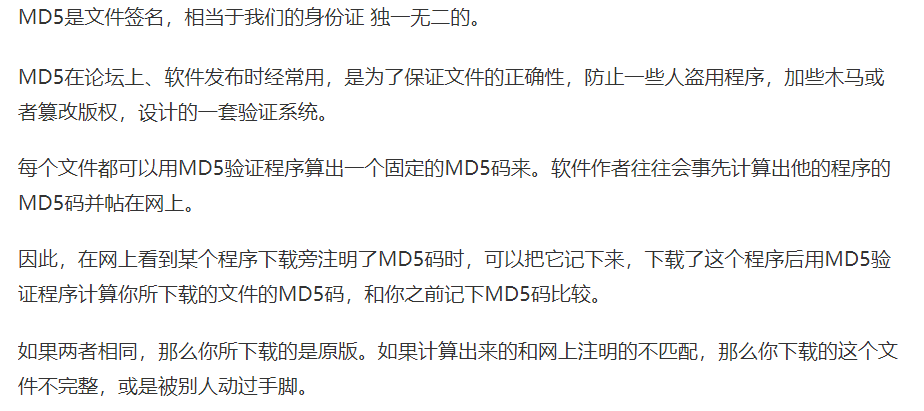 MD5是文件签名，相当于我们的身份证 独一无二的。
MD5在论坛上、软件发布时经常用，是为了保证文件的正确性，防止一些人盗用程序，加些木马或
者篡改版权，设计的一套验证系统。
每个文件都可以用MD5验证程序算出一个固定的MD5码来。软件作者往往会事先计算出他的程序的
MD5码并帖在网上。
因此，在网上看到某个程序下载旁注明了MD5码时，可以把它记下来，下载了这个程序后用MD5验
证程序计算你所下载的文件的MD5码，和你之前记下MD5码比较。
如果两者相同，那么你所下载的是原版。如果计算出来的和网上注明的不匹配，那么你下载的这个文
件不完整，或是被别人动过手脚。